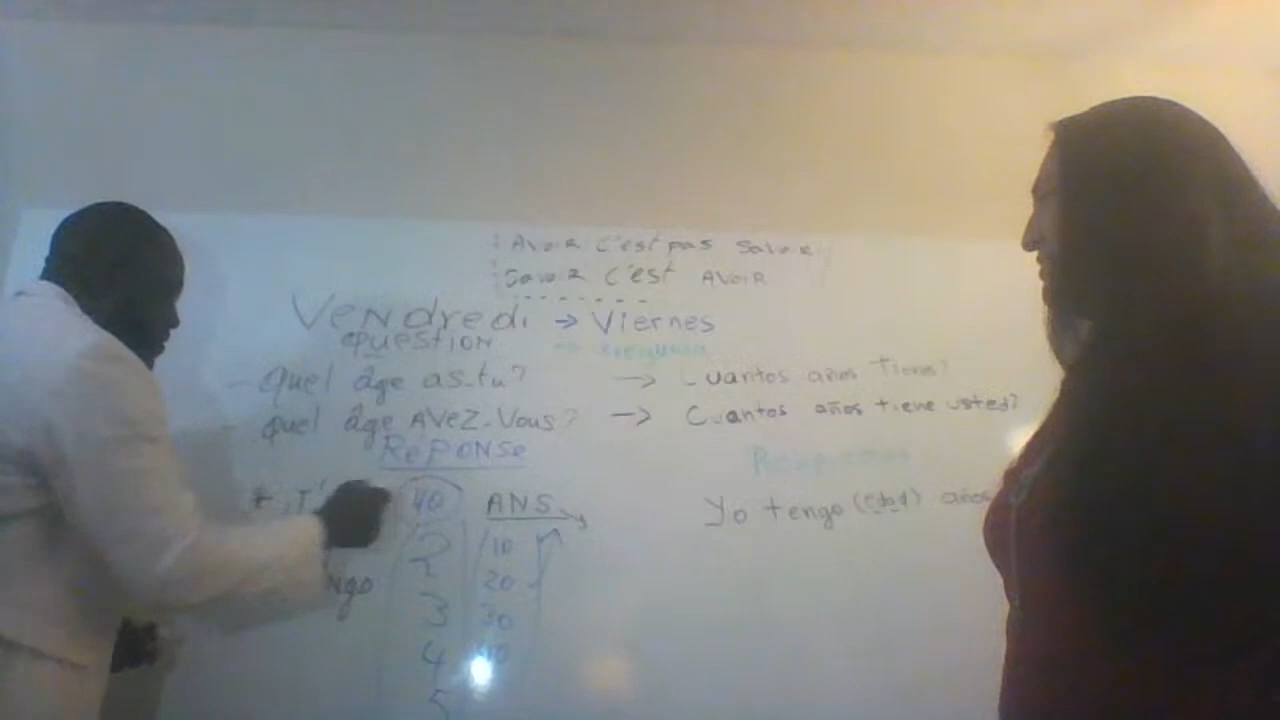 Avoir c'est pas Savoir
Savoir c'est AVOIR
Vendredi → Viernes
QUESTION →
- Quel âge as-tu? → Cuantos años Tienes?
quel âge AVEZ-Vous? → Cuantos años tiene usted?
RÉPONSE
40 ANS Yo tengo (Edad) años
10
2 20
ngo
3 30
4 40
5